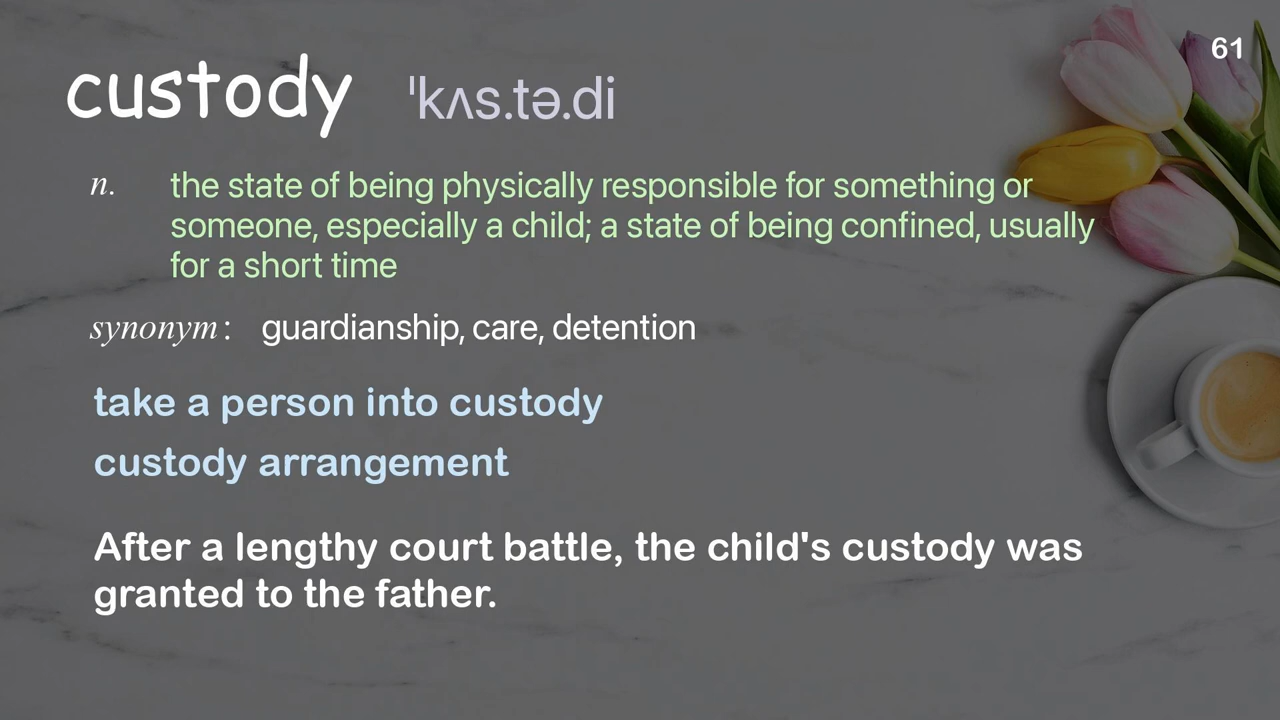 61
custody ˈkʌs.tə.di
n. the state of being physically responsible for something or
someone, especially a child; a state of being confined, usually
for a short time
synonym: guardianship, care, detention
take a person into custody
custody arrangement
After a lengthy court battle, the child's custody was
granted to the father.